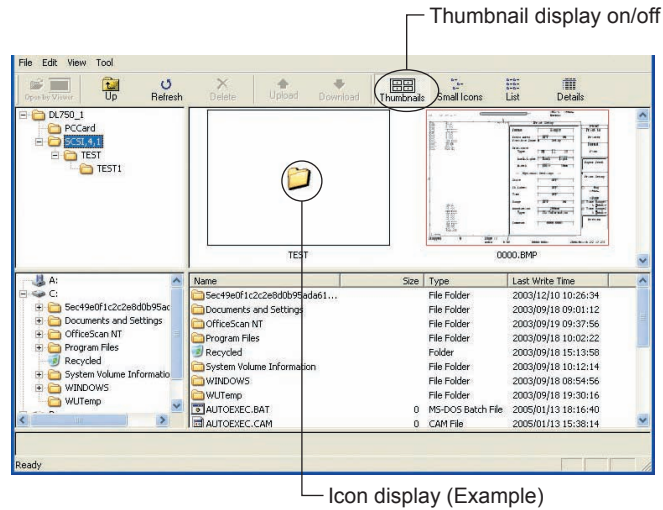 Thumbnail display on/off
File Edit View Tool
Open by Viewer Up Refresh Delete Upload Download Thumbnails Small Icons List Details
DL750_1
PCCard
SCSI,4,1
TEST
TEST1
TEST 0000.BMP
A:
C:
5ec49e0f1c2c2e8d0b95ac
Documents and Settings
OfficeScan NT
Program Files
Recycled
System Volume Informatio
WINDOWS
WUTemp
Name Size Type Last Write Time
5ec49e0f1c2c2e8d0b95ada61... File Folder 2003/12/10 10:26:34
Documents and Settings File Folder 2003/09/18 09:01:12
OfficeScan NT File Folder 2003/09/19 09:37:56
Program Files File Folder 2003/09/18 10:02:22
Recycled Folder 2003/09/18 15:13:58
System Volume Information File Folder 2003/09/18 10:12:14
WINDOWS File Folder 2003/09/18 08:54:56
WUTemp File Folder 2003/09/18 19:30:16
AUTOEXEC.BAT 0 MS-DOS Batch File 2005/01/13 18:16:40
AUTOEXEC.CAM 0 CAM File 2005/01/13 15:38:14
Ready
Icon display (Example)